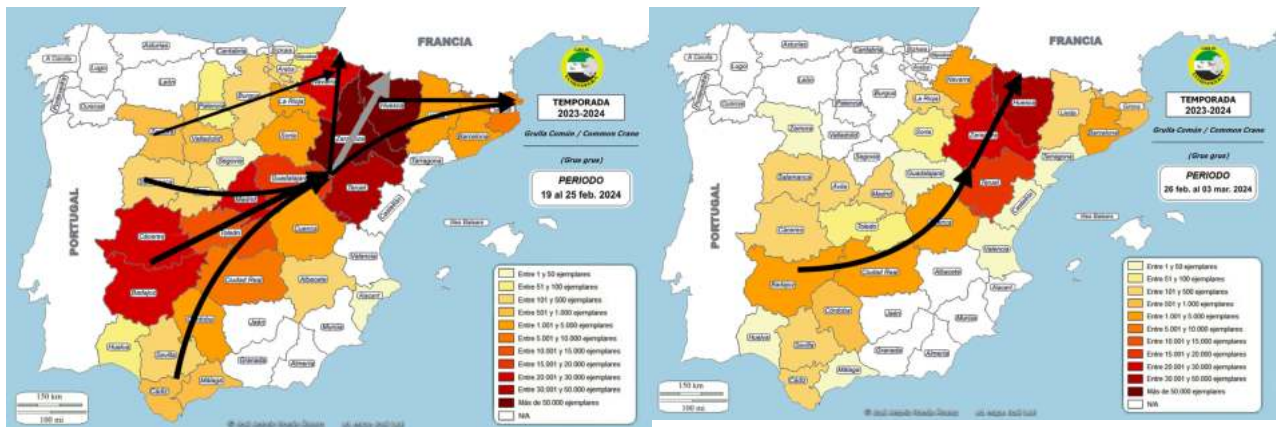 FRANCIA
PORTUGAL
TEMPORADA
2023-2024
Grulla Común / Common Crane
(Grus grus)
PERIODO
19 al 25 feb. 2024
A Coruña
Lugo
Asturias
Cantabria
León
Palencia
Burgos
La Rioja
Huesca
Valladolid
Soria
Segovia
Barcelona
Tarragona
Guadalajara
Madrid
Teruel
Castellón
Cáceres
Toledo
Cuenca
Valencia
Illes Balears
Badajoz
Ciudad Real
Albacete
Alacant
Murcia
Jaén
Huelva
Sevilla
Granada
Almería
Málaga
Cádiz
Entre 1 y 50 ejemplares
Entre 51 y 100 ejemplares
Entre 101 y 500 ejemplares
Entre 501 y 1.000 ejemplares
Entre 1.001 y 5.000 ejemplares
Entre 5.001 y 10.000 ejemplares
Entre 10.001 y 15.000 ejemplares
Entre 15.001 y 20.000 ejemplares
Entre 20.001 y 30.000 ejemplares
Entre 30.001 y 50.000 ejemplares
Más de 50.000 ejemplares
N/A
150 km
100 mi
FRANCIA
PORTUGAL
TEMPORADA
2023-2024
Grulla Común / Common Crane
(Grus grus)
PERIODO
26 feb. al 03 mar. 2024
A Coruña
Lugo
Asturias
Cantabria
León
Palencia
Burgos
Navarra
La Rioja
Huesca
Lleida
Girona
Barcelona
Zamora
Valladolid
Soria
Segovia
Tarragona
Salamanca
Ávila
Madrid
Guadalajara
Teruel
Castellón
Cáceres
Toledo
Valencia
Illes Balears
Badajoz
Ciudad Real
Albacete
Alacant
Murcia
Córdoba
Jaén
Huelva
Sevilla
Granada
Almería
Málaga
Cádiz
Entre 1 y 50 ejemplares
Entre 51 y 100 ejemplares
Entre 101 y 500 ejemplares
Entre 501 y 1.000 ejemplares
Entre 1.001 y 5.000 ejemplares
Entre 5.001 y 10.000 ejemplares
Entre 10.001 y 15.000 ejemplares
Entre 15.001 y 20.000 ejemplares
Entre 20.001 y 30.000 ejemplares
Entre 30.001 y 50.000 ejemplares
Más de 50.000 ejemplares
N/A
150 km
100 mi